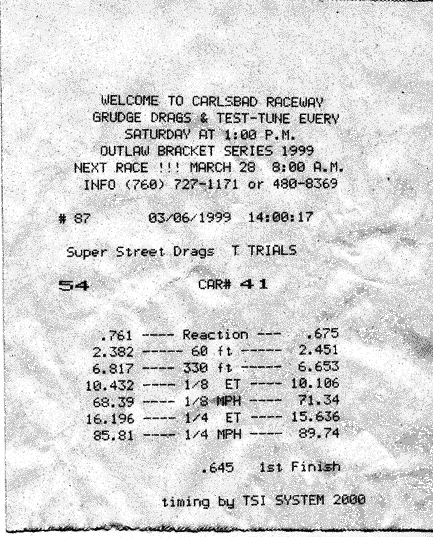 WELCOME TO CARLSBAD RACEWAY
GRUDGE DRAGS & TEST-TUNE EVERY
SATURDAY AT 1:00 P.M.
OUTLAW BRACKET SERIES 1999
NEXT RACE !!! MARCH 28 8:00 A.M.
INFO (760) 727-1171 or 480-8369
# 87 03/06/1999 14:00:17
Super Street Drags T TRIALS
54 CAR# 41
.761 ---- Reaction --- .675
2.382 ----- 60 ft ----- 2.451
6.817 ---- 330 ft ----- 6.653
10.432 ---- 1/8 ET ---- 10.106
68.39 ---- 1/8 MPH ---- 71.34
16.196 ---- 1/4 ET ---- 15.636
85.81 ---- 1/4 MPH ---- 89.74
.645 1st Finish
timing by TSI SYSTEM 2000